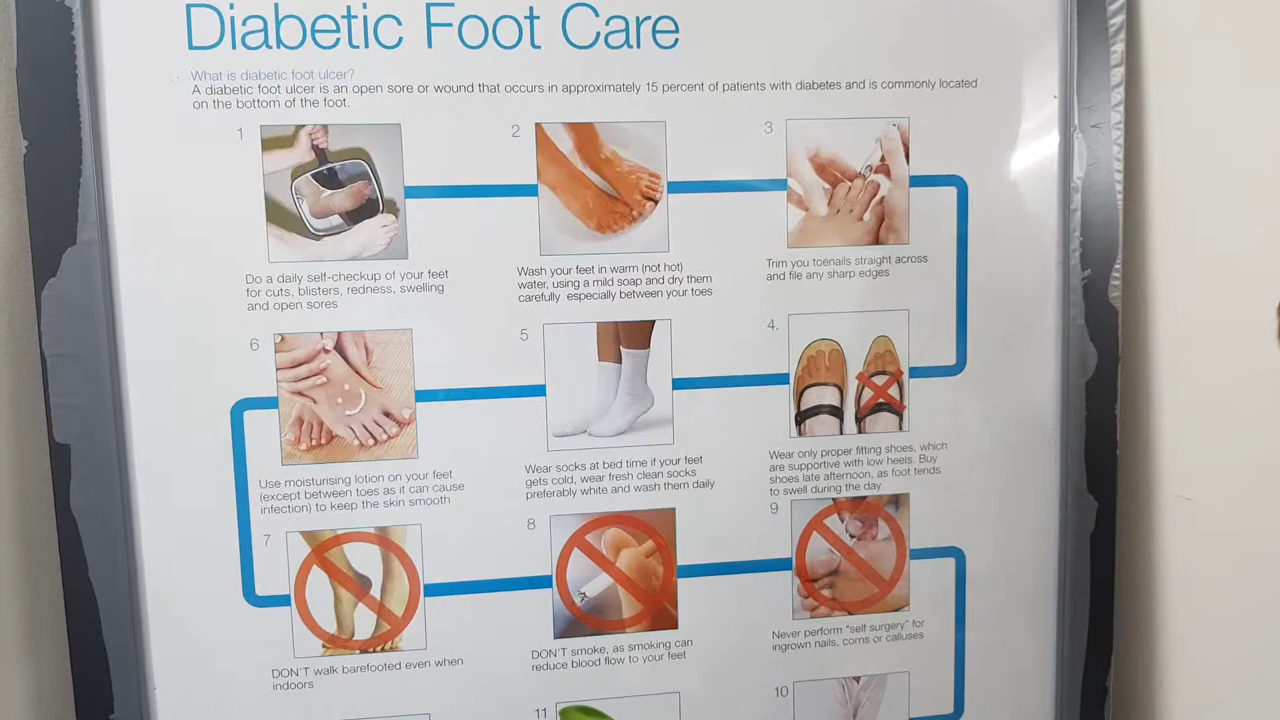 Diabetic Foot Care
What is diabetic foot ulcer?
A diabetic foot ulcer is an open sore or wound that occurs in approximately 15 percent of patients with diabetes and is commonly located
on the bottom of the foot.
1
Do a daily self-checkup of your feet
for cuts, blisters, redness, swelling
and open sores
2
Wash your feet in warm (not hot)
water, using a mild soap and dry them
carefully especially between your toes
3
Trim you toenails straight across
and file any sharp edges
4.
Wear only proper fitting shoes, which
are supportive with low heels. Buy
shoes late afternoon, as foot tends
to swell during the day
5
Wear socks at bed time if your feet
gets cold, wear fresh clean socks
preferably white and wash them daily
6
Use moisturising lotion on your feet
(except between toes as it can cause
infection) to keep the skin smooth
7
DON'T walk barefooted even when
indoors
8
DON'T smoke, as smoking can
reduce blood flow to your feet
9
Never perform "self surgery" for
ingrown nails, corns or calluses
10
11